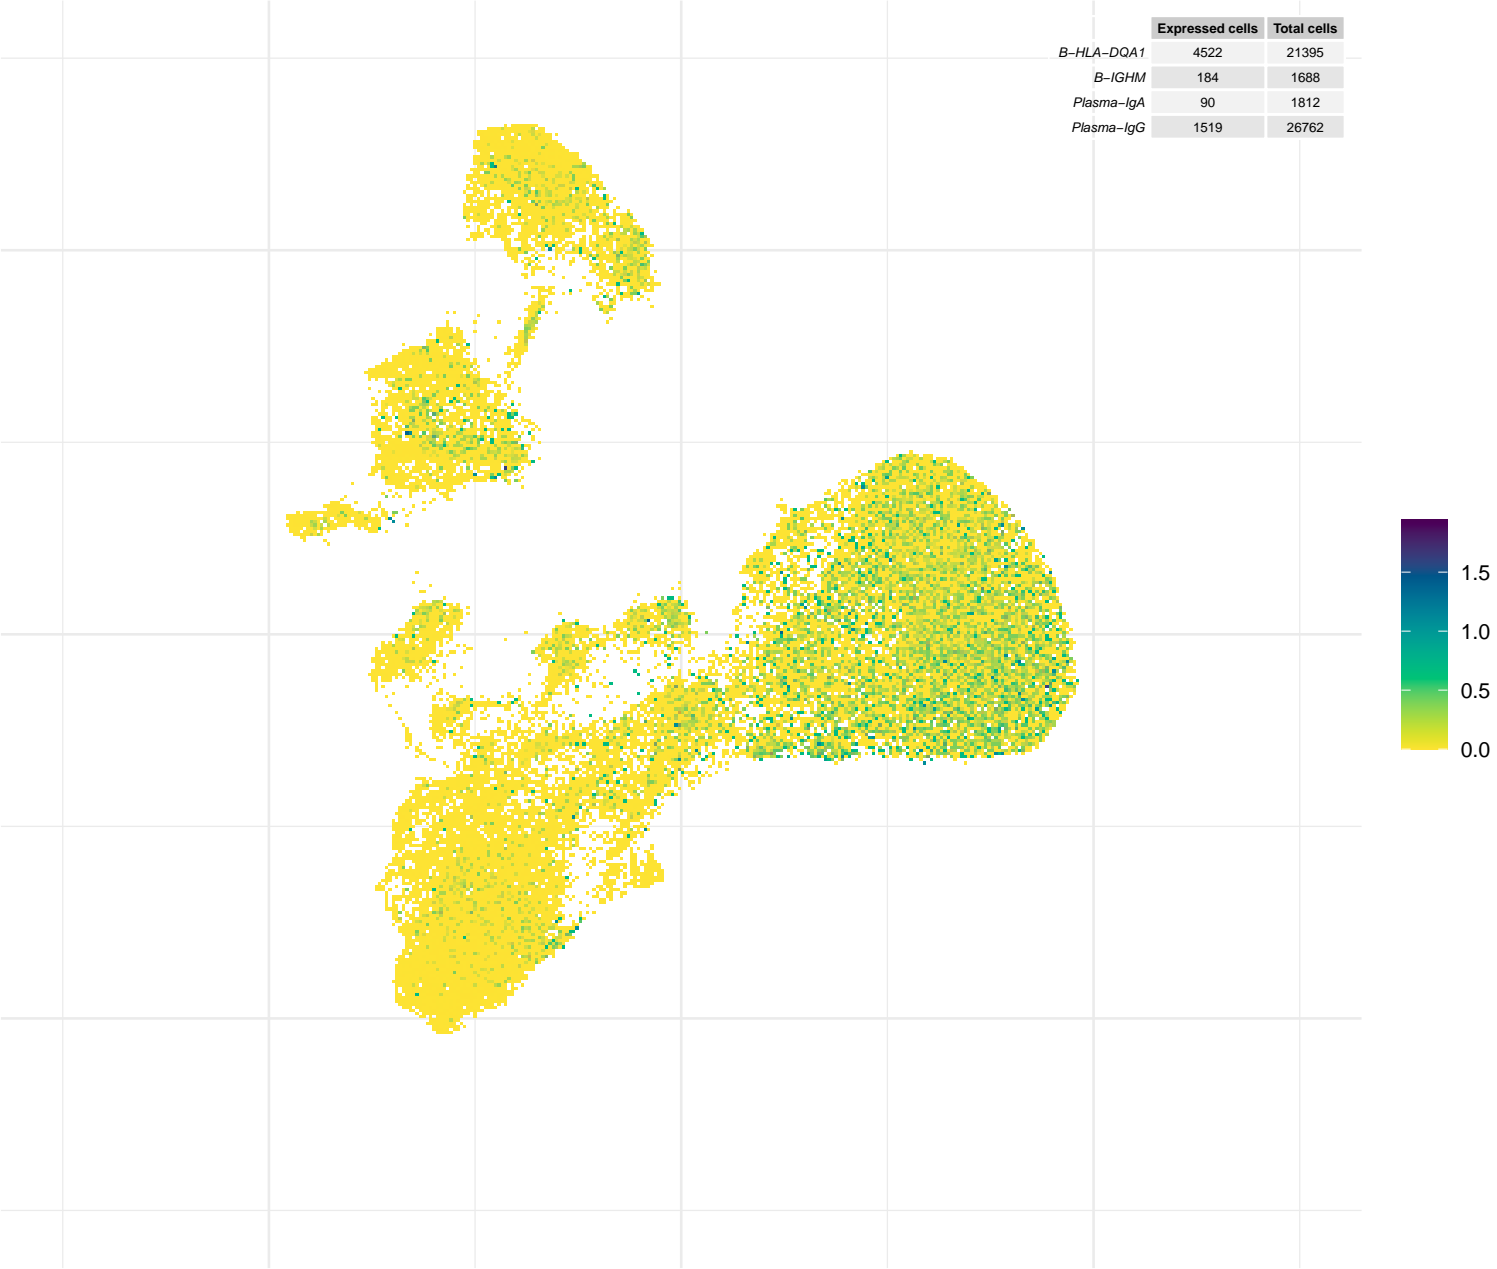 Expressed cells Total cells
B−HLA−DQA1 4522 21395
B−IGHM 184 1688
Plasma−IgA 90 1812
Plasma−IgG 1519 26762
1.5
1.0
0.5
0.0